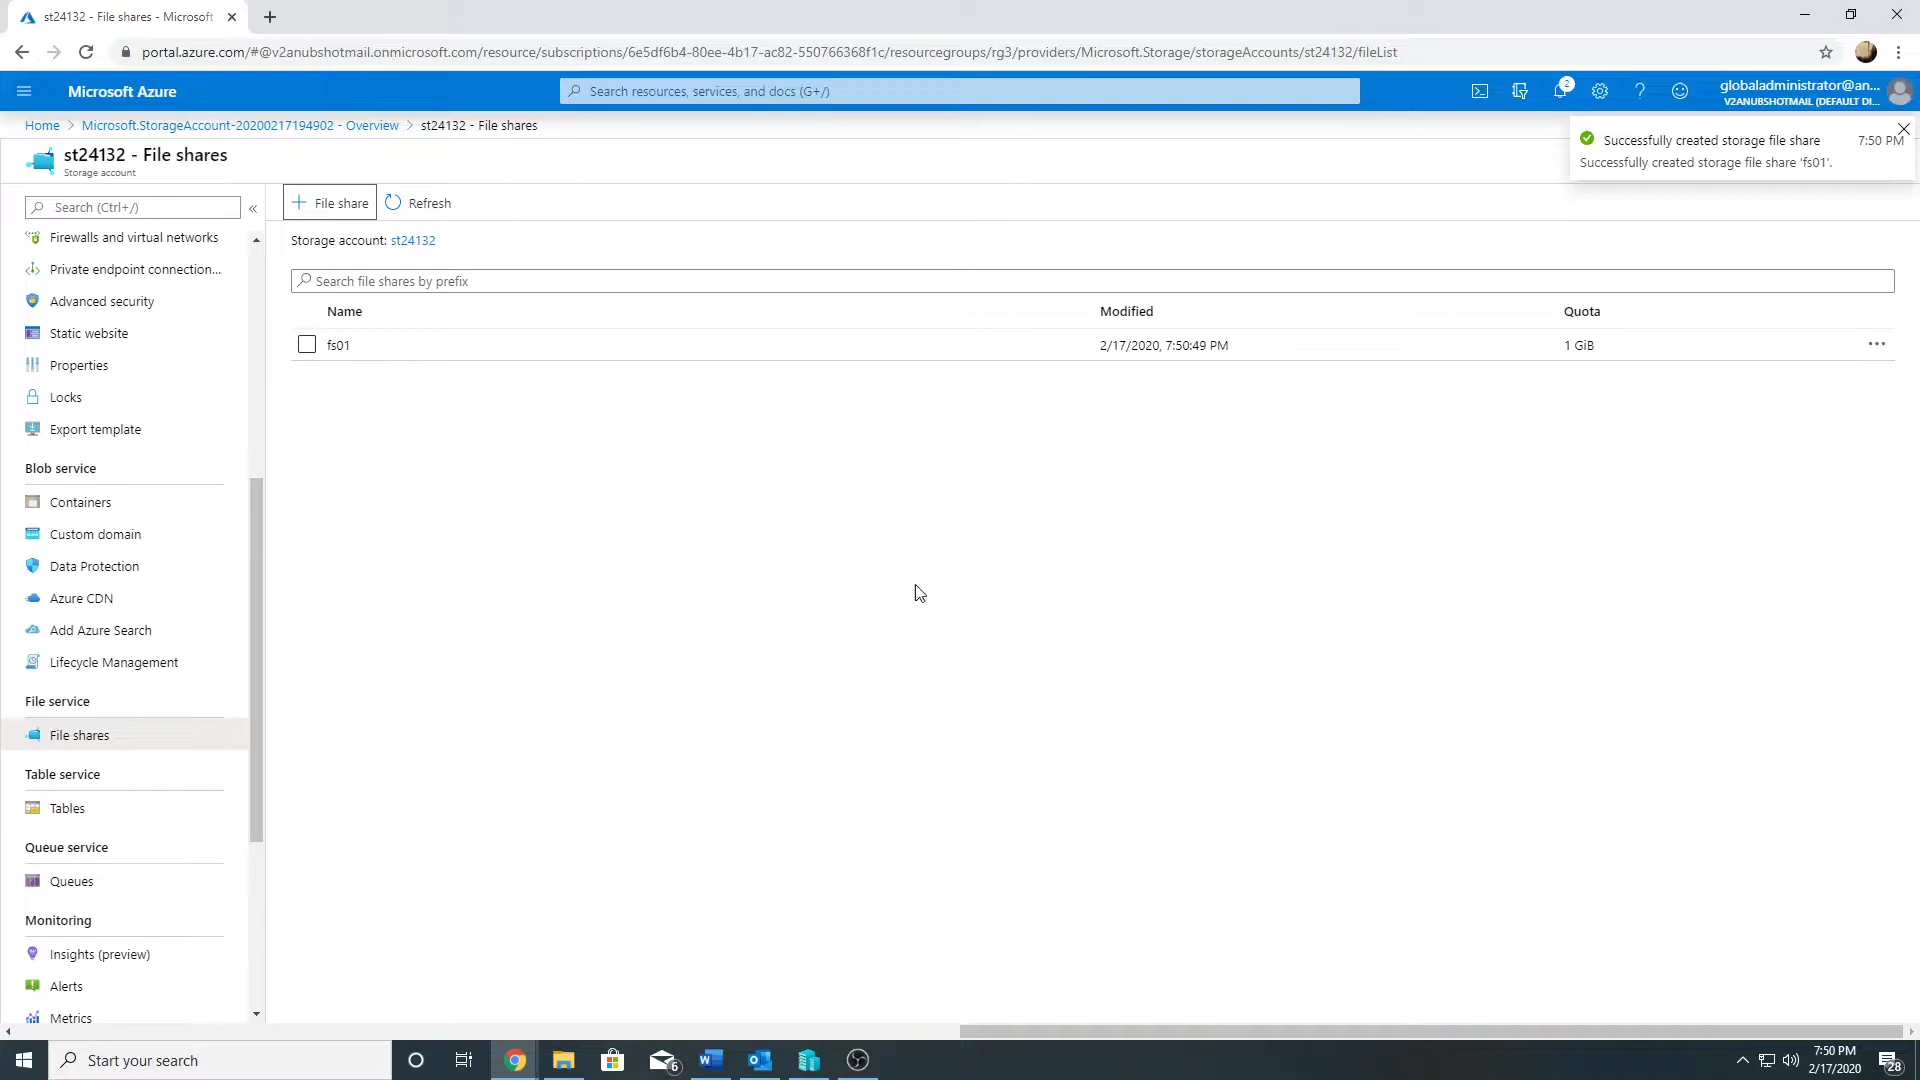 st24132 - File shares - Microsoft
portal.azure.com/#@v2anubshotmail.onmicrosoft.com/resource/subscriptions/6e5df6b4-80ee-4b17-ac82-550766368f1c/resourcegroups/rg3/providers/Microsoft.Storage/storageAccounts/st24132/fileList
Microsoft Azure
Search resources, services, and docs (G+/)
2
globaladministrator@an...
V2ANUBSHOTMAIL (DEFAULT DI...
Home > Microsoft.StorageAccount-20200217194902 - Overview > st24132 - File shares
Successfully created storage file share 7:50 PM
Successfully created storage file share 'fs01'.
st24132 - File shares
Storage account
Search (Ctrl+/)
Firewalls and virtual networks
Private endpoint connection...
Advanced security
Static website
Properties
Locks
Export template
Blob service
Containers
Custom domain
Data Protection
Azure CDN
Add Azure Search
Lifecycle Management
File service
File shares
Table service
Tables
Queue service
Queues
Monitoring
Insights (preview)
Alerts
Metrics
File share
Refresh
Storage account: st24132
Search file shares by prefix
Name Modified Quota
fs01 2/17/2020, 7:50:49 PM 1 GiB
Start your search
6
7:50 PM
2/17/2020
28